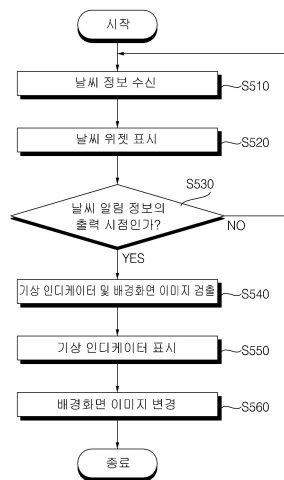 시작
날씨 정보 수신
S510
날씨 위젯 표시
S520
S530
날씨 알림 정보의
출력 시점인가?
NO
YES
기상 인디케이터 및 배경화면 이미지 검출
S540
기상 인디케이터 표시
S550
배경화면 이미지 변경
S560
종료